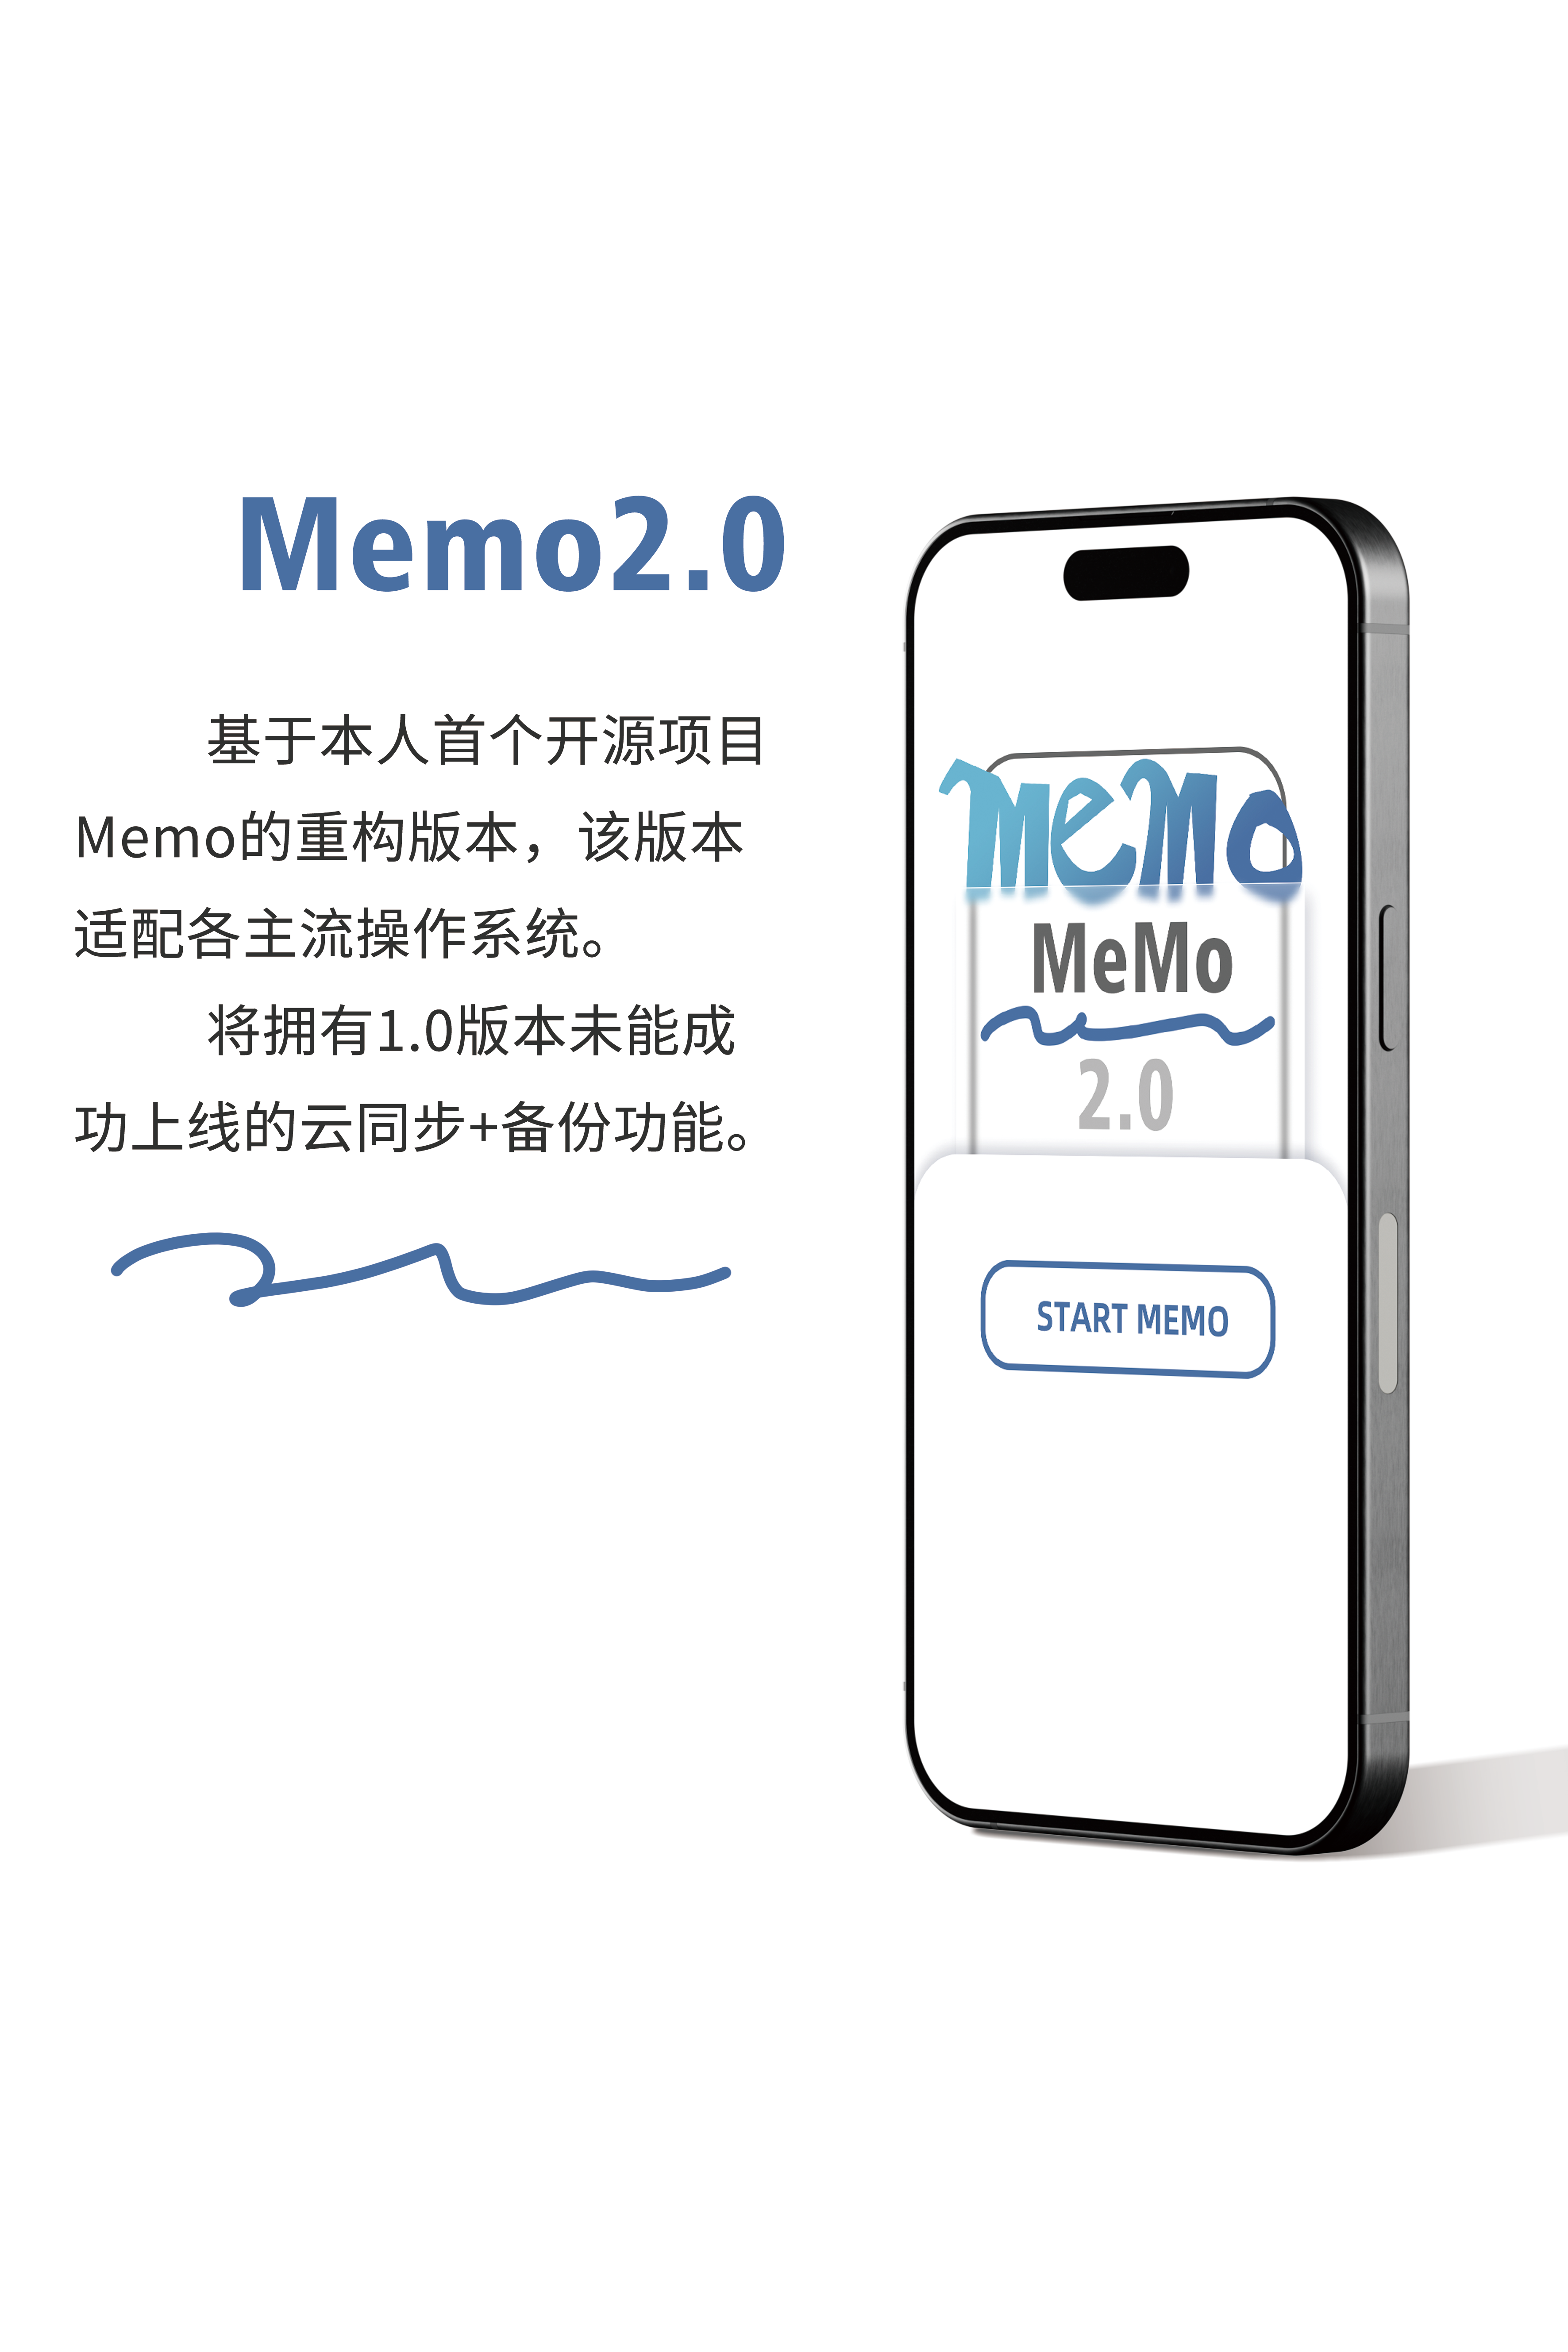 Memo2.0
基于本人首个开源项目
Memo的重构版本，该版本
适配各主流操作系统。
将拥有1.0版本未能成
功上线的云同步+备份功能。
meMo
MeMo
2.0
START MEMO